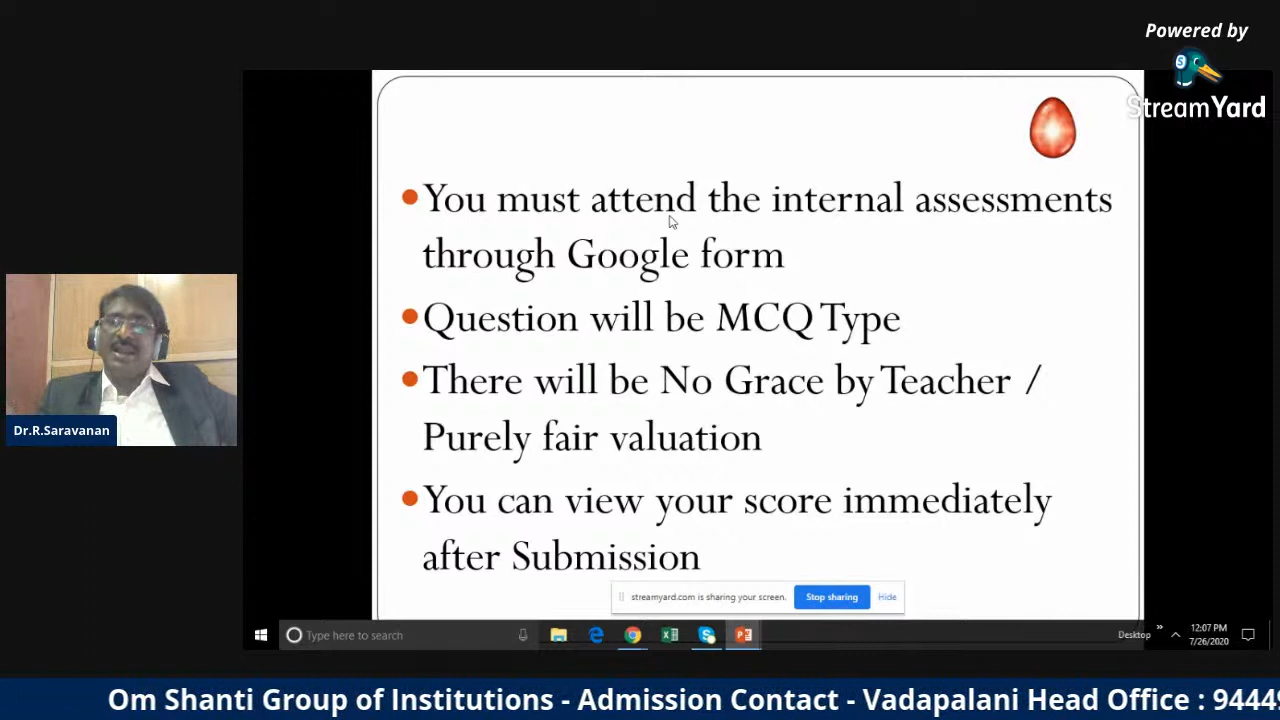 Powered by
StreamYard
You must attend the internal assessments
through Google form
Question will be MCQ Type
There will be No Grace by Teacher /
Purely fair valuation
You can view your score immediately
after Submission
Dr.R.Saravanan
streamyard.com is sharing your screen.
Stop sharing
Hide
Type here to search
Desktop
12:07 PM
7/26/2020
Om Shanti Group of Institutions - Admission Contact - Vadapalani Head Office : 9444